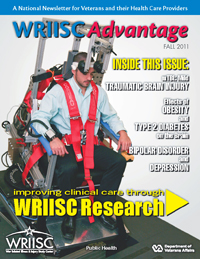 A National Newsletter for Veterans and their Health Care Providers
WRIISC Advantage
FALL 2011
INSIDE THIS ISSUE:
TRAUMATIC BRAIN INJURY
Effects of
OBESITY
and
TYPE 2 DIABETES
BIPOLAR DISORDER
and
DEPRESSION
improving clinical care through
WRIISC Research
WRIISC
War Related Illness & Injury Study Center
Public Health
Department of
Veterans Affairs